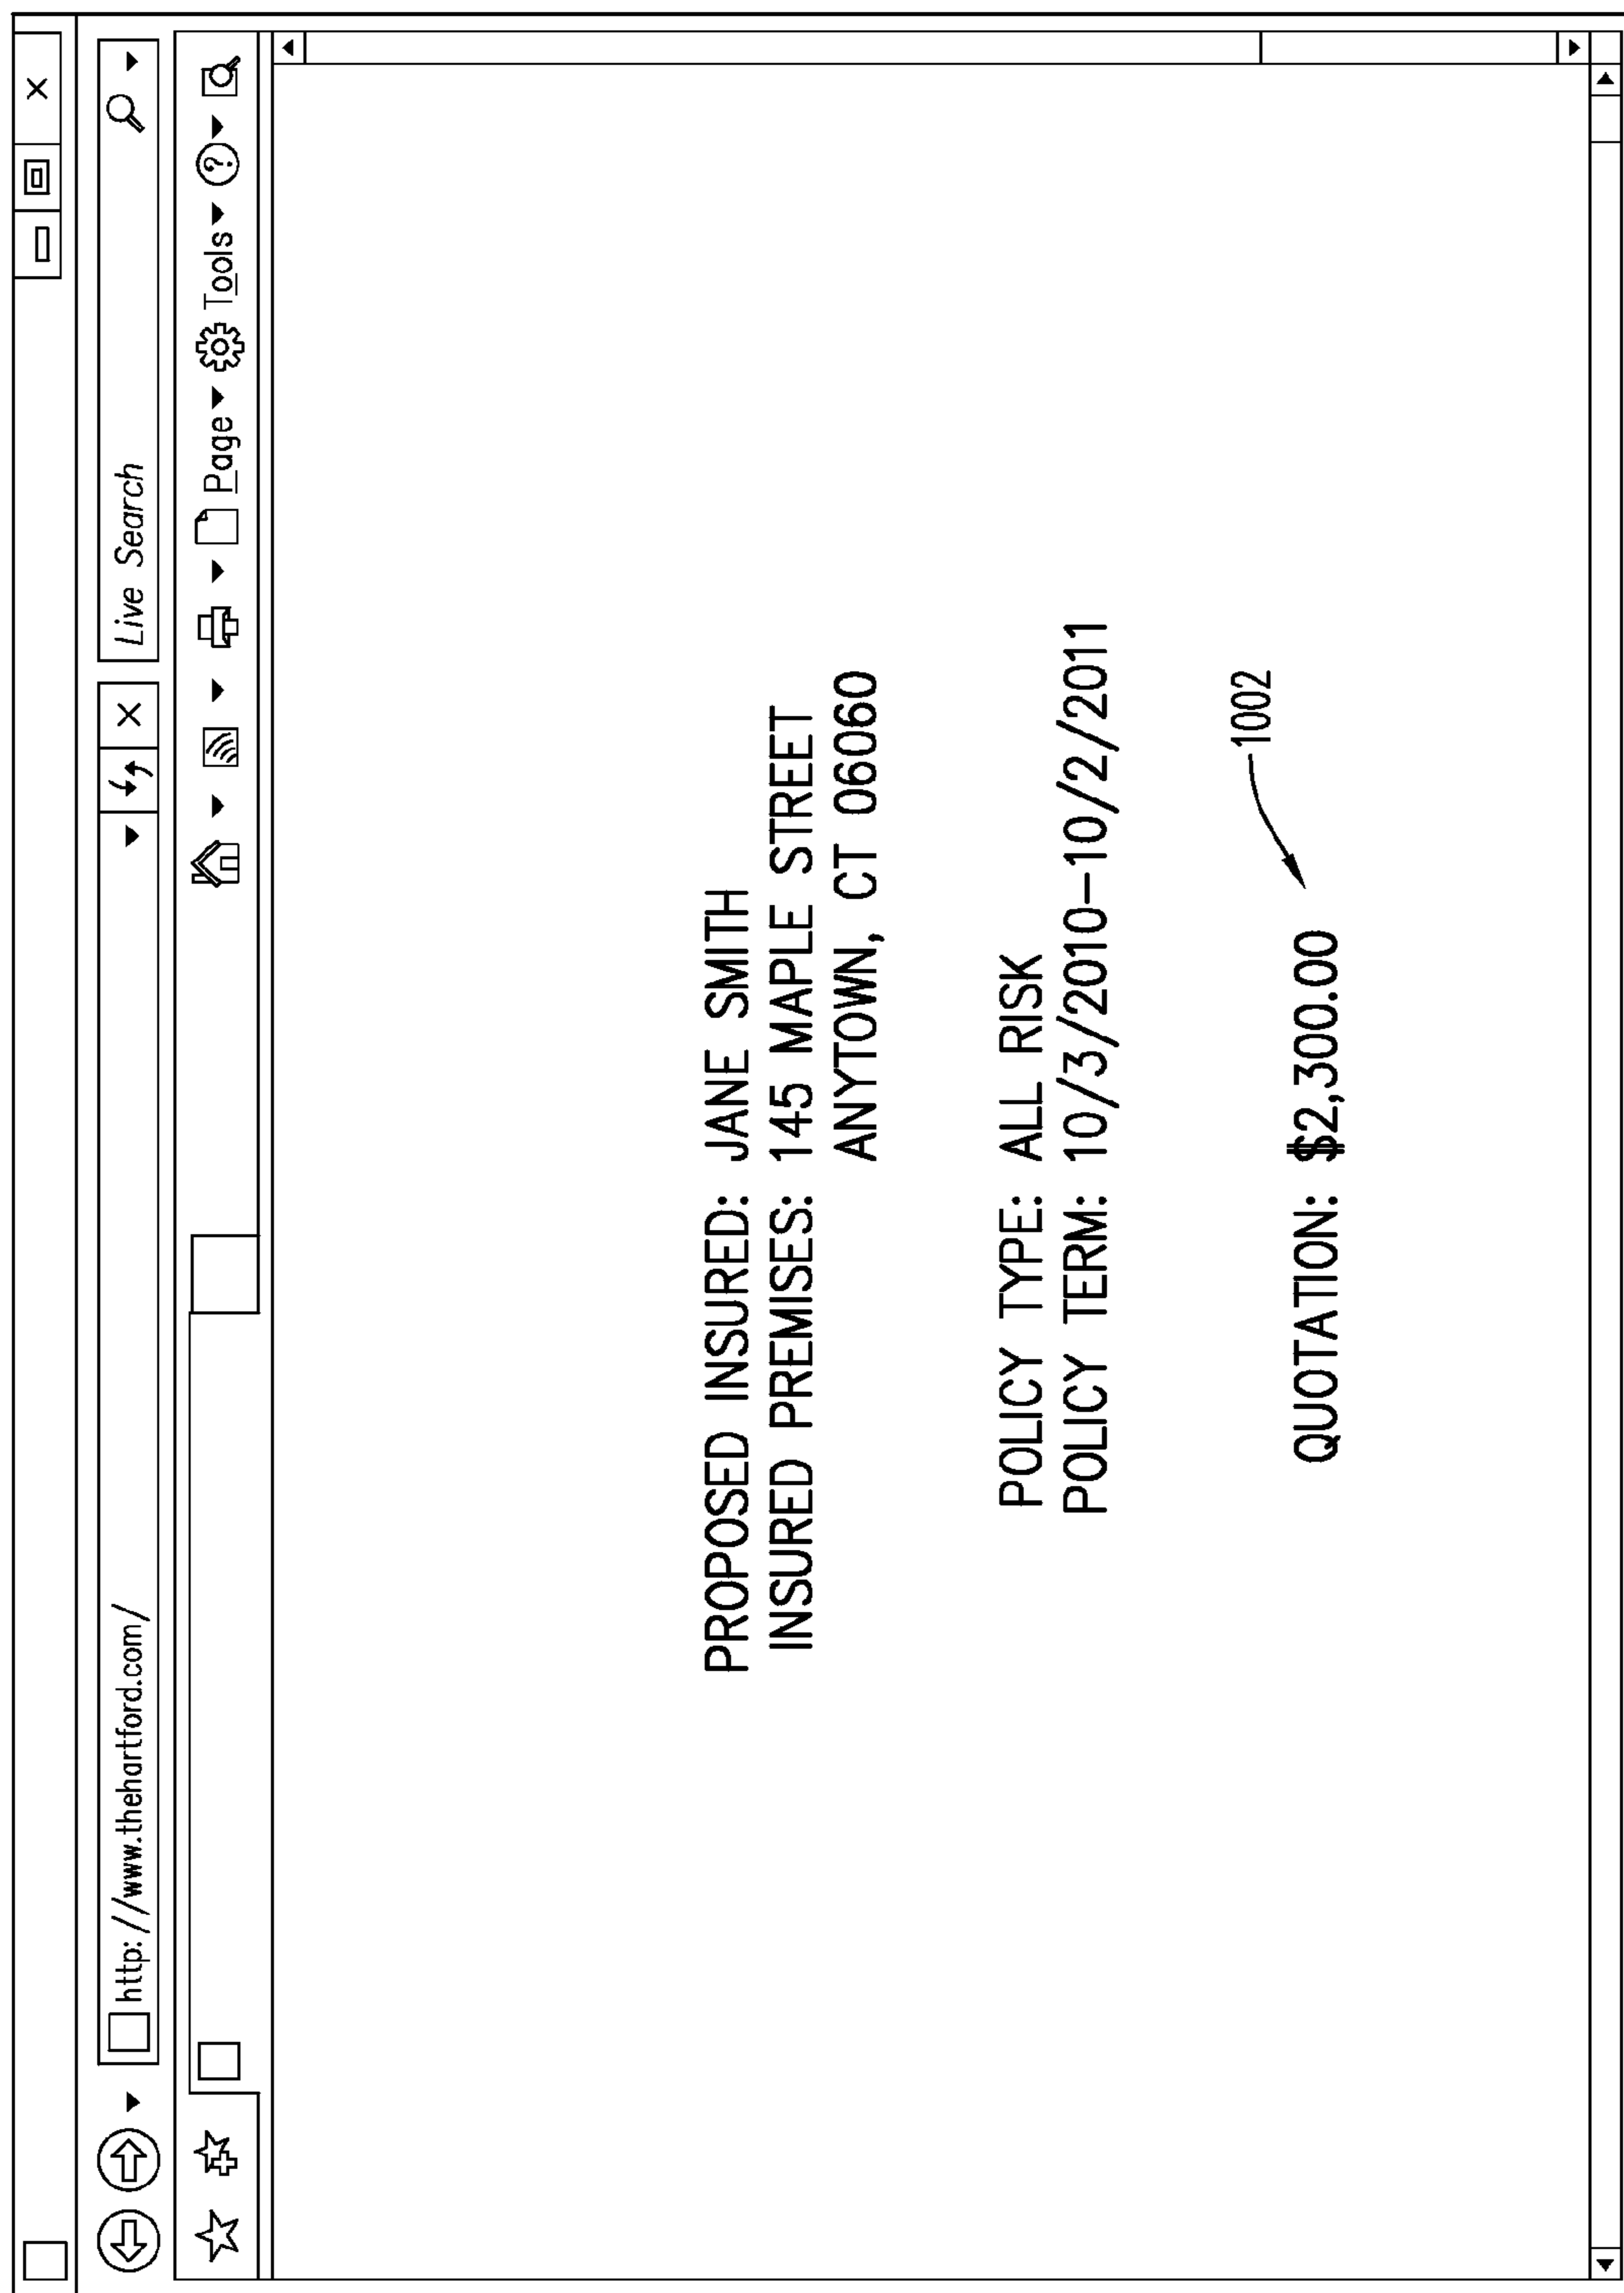 http://www.thehartford.com/
Live Search
Page
Tools
?
PROPOSED INSURED: JANE SMITH
INSURED PREMISES: 145 MAPLE STREET
ANYTOWN, CT 06060
POLICY TYPE: ALL RISK
POLICY TERM: 10/3/2010-10/2/2011
1002
QUOTATION: $2,300.00